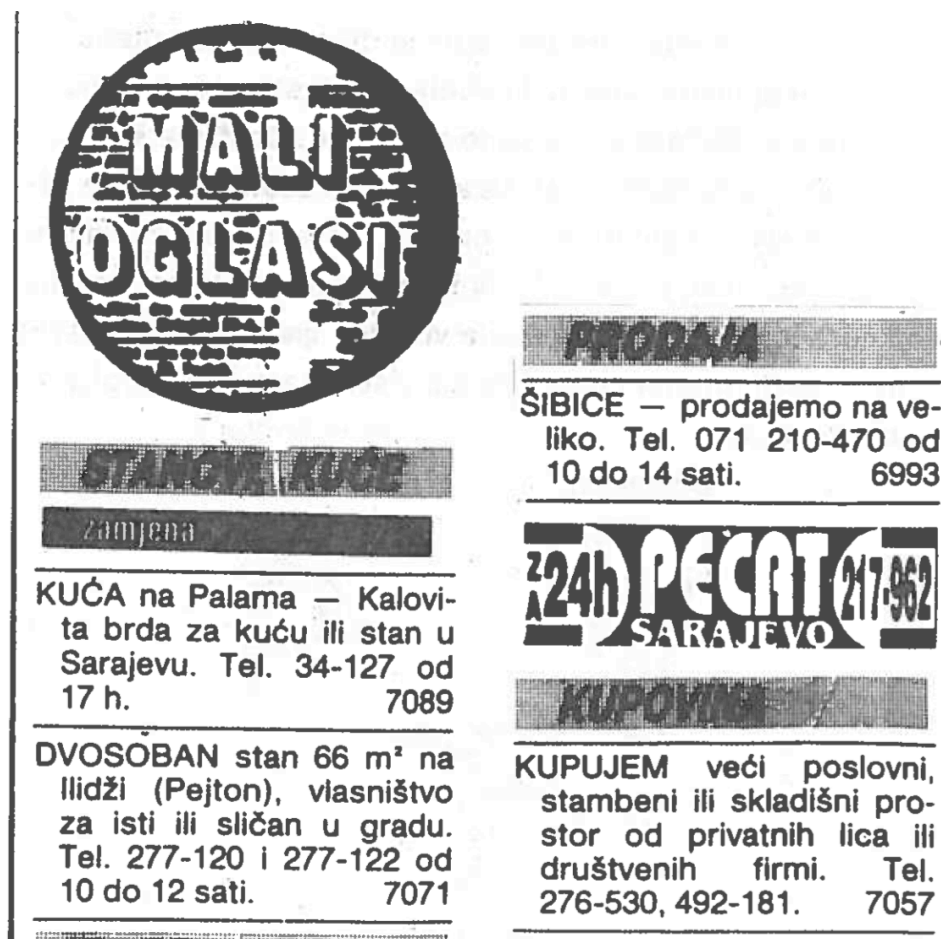 MALI
OGLASI
STANOVI KUĆE
zamjena
KUĆA na Palama — Kalovi-
ta brda za kuću ili stan u
Sarajevu. Tel. 34-127 od
17 h. 7089
DVOSOBAN stan 66 m² na
Ilidži (Pejton), vlasništvo
za isti ili sličan u gradu.
Tel. 277-120 i 277-122 od
10 do 12 sati. 7071
PRODAJA
ŠIBICE — prodajemo na ve-
liko. Tel. 071 210-470 od
10 do 14 sati. 6993
ZA 24h PEČAT 217-962
SARAJEVO
KUPOVINA
KUPUJEM veći poslovni,
stambeni ili skladišni pro-
stor od privatnih lica ili
društvenih firmi. Tel.
276-530, 492-181. 7057